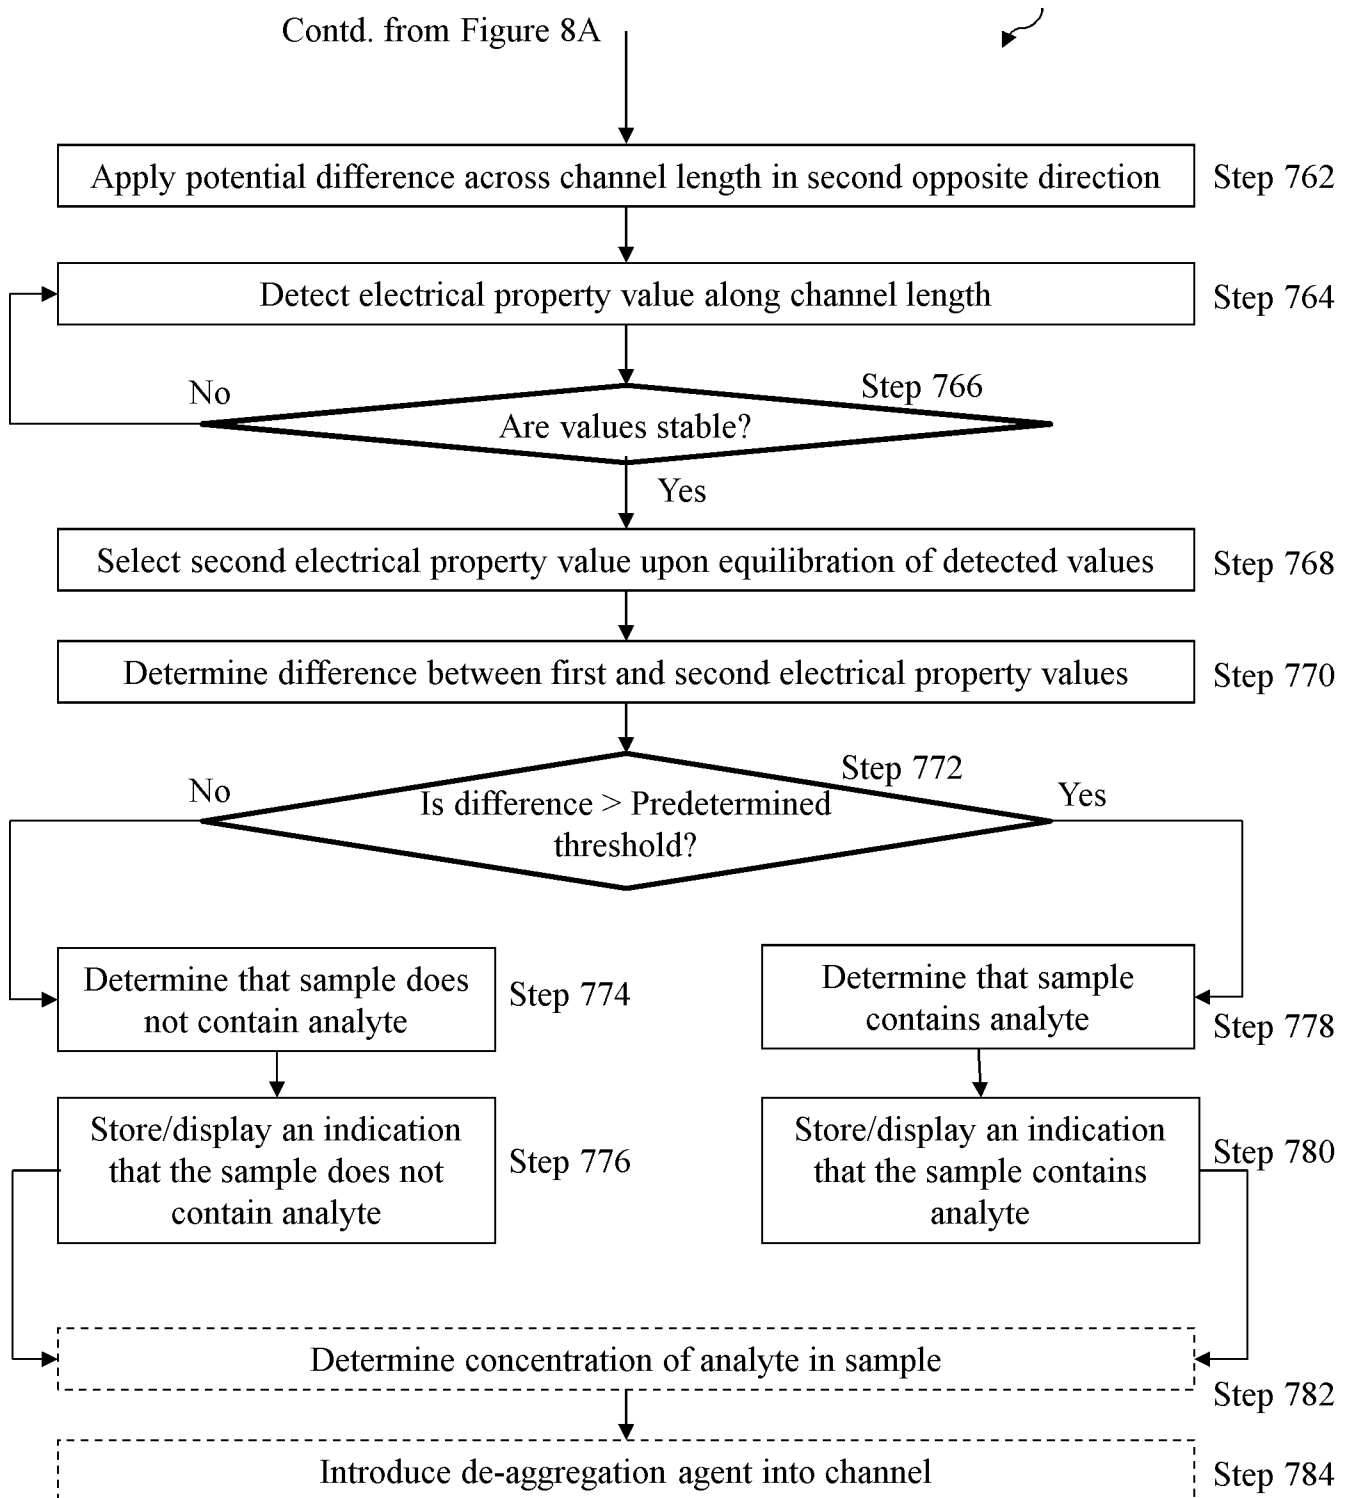 Contd. from Figure 8A
Apply potential difference across channel length in second opposite direction
Step 762
Detect electrical property value along channel length
Step 764
No
Step 766
Are values stable?
Yes
Select second electrical property value upon equilibration of detected values
Step 768
Determine difference between first and second electrical property values
Step 770
Step 772
No
Yes
Is difference > Predetermined
threshold?
Determine that sample does
not contain analyte
Step 774
Determine that sample
contains analyte
Step 778
Store/display an indication
that the sample does not
contain analyte
Step 776
Store/display an indication
that the sample contains
analyte
Step 780
Determine concentration of analyte in sample
Step 782
Introduce de-aggregation agent into channel
Step 784